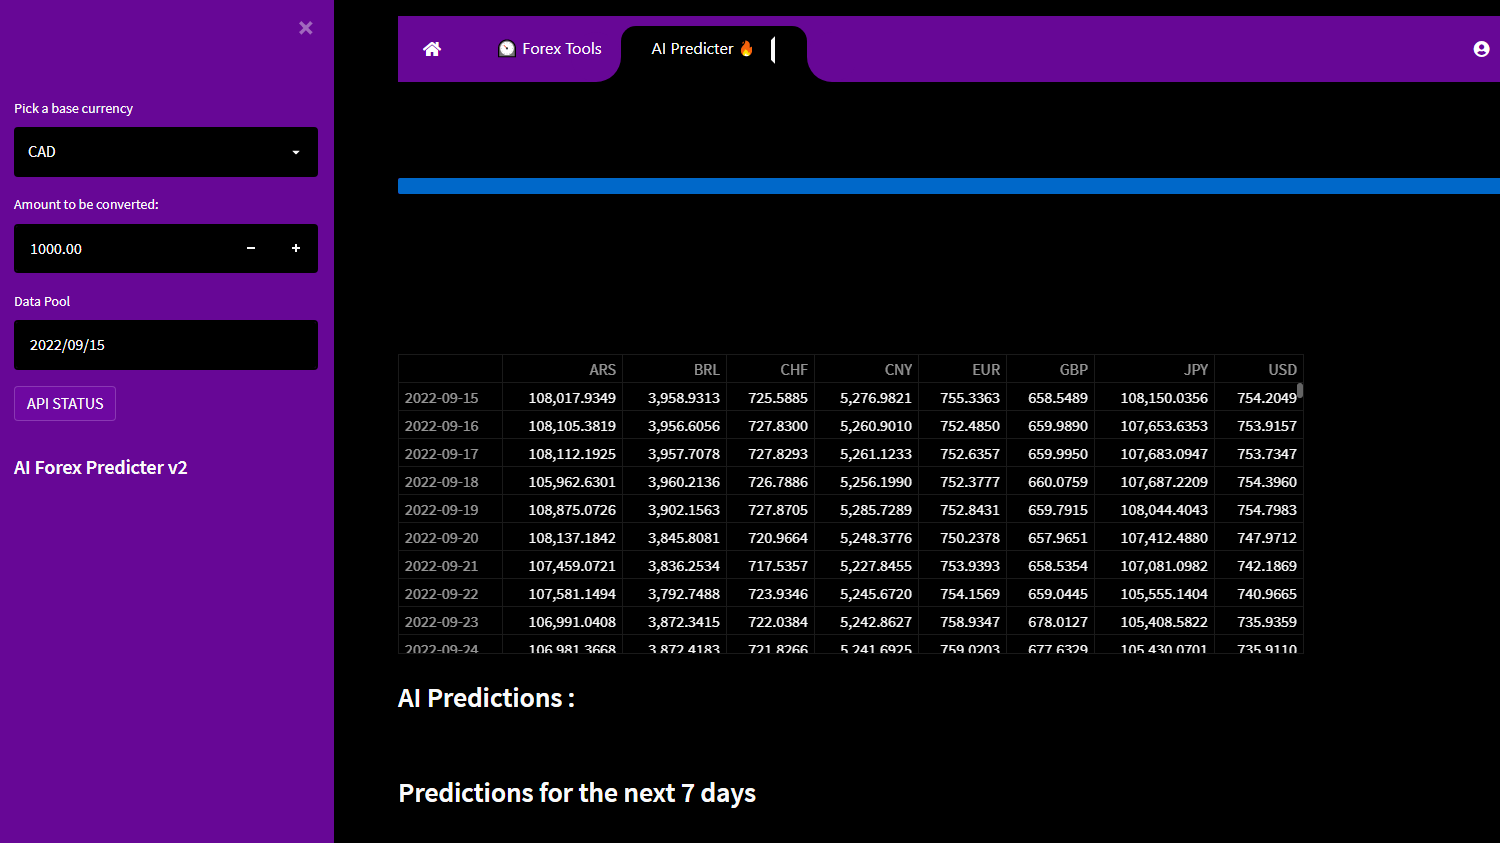 ×
Forex Tools AI Predicter
Pick a base currency
CAD
Amount to be converted:
1000.00 − +
Data Pool
2022/09/15
API STATUS
AI Forex Predicter v2
ARS BRL CHF CNY EUR GBP JPY USD
2022-09-15 108,017.9349 3,958.9313 725.5885 5,276.9821 755.3363 658.5489 108,150.0356 754.2049
2022-09-16 108,105.3819 3,956.6056 727.8300 5,260.9010 752.4850 659.9890 107,653.6353 753.9157
2022-09-17 108,112.1925 3,957.7078 727.8293 5,261.1233 752.6357 659.9950 107,683.0947 753.7347
2022-09-18 105,962.6301 3,960.2136 726.7886 5,256.1990 752.3777 660.0759 107,687.2209 754.3960
2022-09-19 108,875.0726 3,902.1563 727.8705 5,285.7289 752.8431 659.7915 108,044.4043 754.7983
2022-09-20 108,137.1842 3,845.8081 720.9664 5,248.3776 750.2378 657.9651 107,412.4880 747.9712
2022-09-21 107,459.0721 3,836.2534 717.5357 5,227.8455 753.9393 658.5354 107,081.0982 742.1869
2022-09-22 107,581.1494 3,792.7488 723.9346 5,245.6720 754.1569 659.0445 105,555.1404 740.9665
2022-09-23 106,991.0408 3,872.3415 722.0384 5,242.8627 758.9347 678.0127 105,408.5822 735.9359
2022-09-24 106,981.3668 3,872.4183 721.8266 5,241.6925 759.0203 677.6329 105,430.0701 735.9110
AI Predictions :
Predictions for the next 7 days